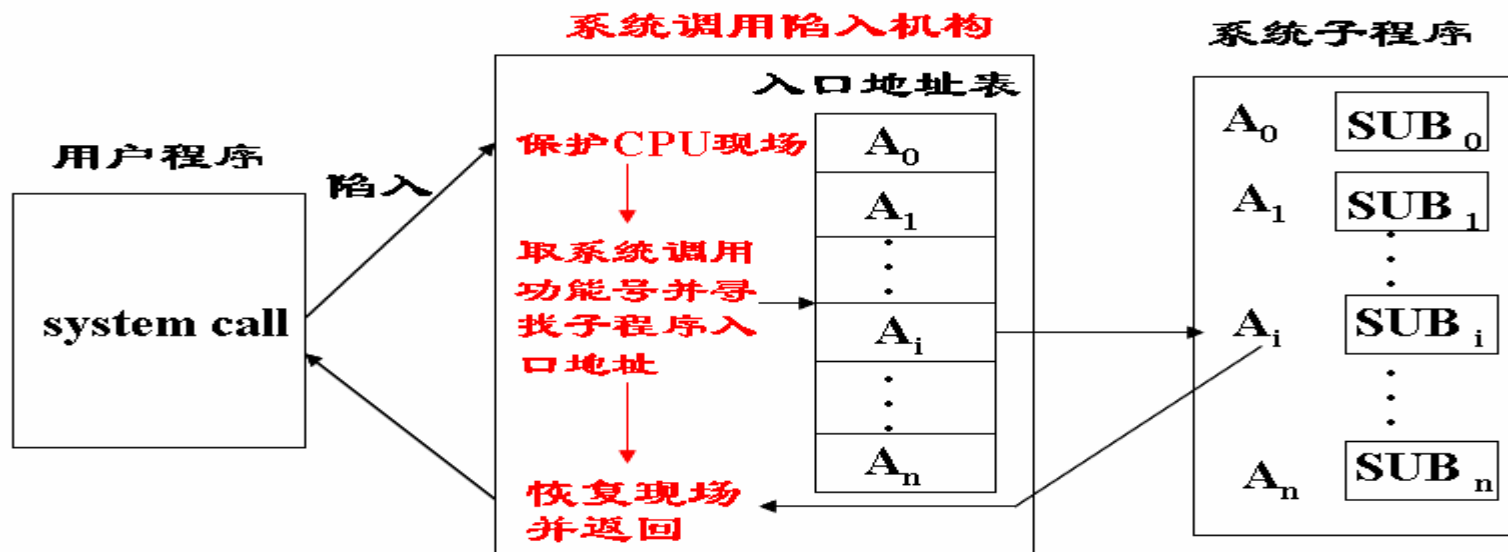 系统调用陷入机构
系统子程序
入口地址表
用户程序
陷入
system call
保护CPU现场
取系统调用
功能号并寻
找子程序入
口地址
恢复现场
并返回
A0
A1
Ai
An
A0 SUB 0
A1 SUB 1
Ai SUB i
An SUB n